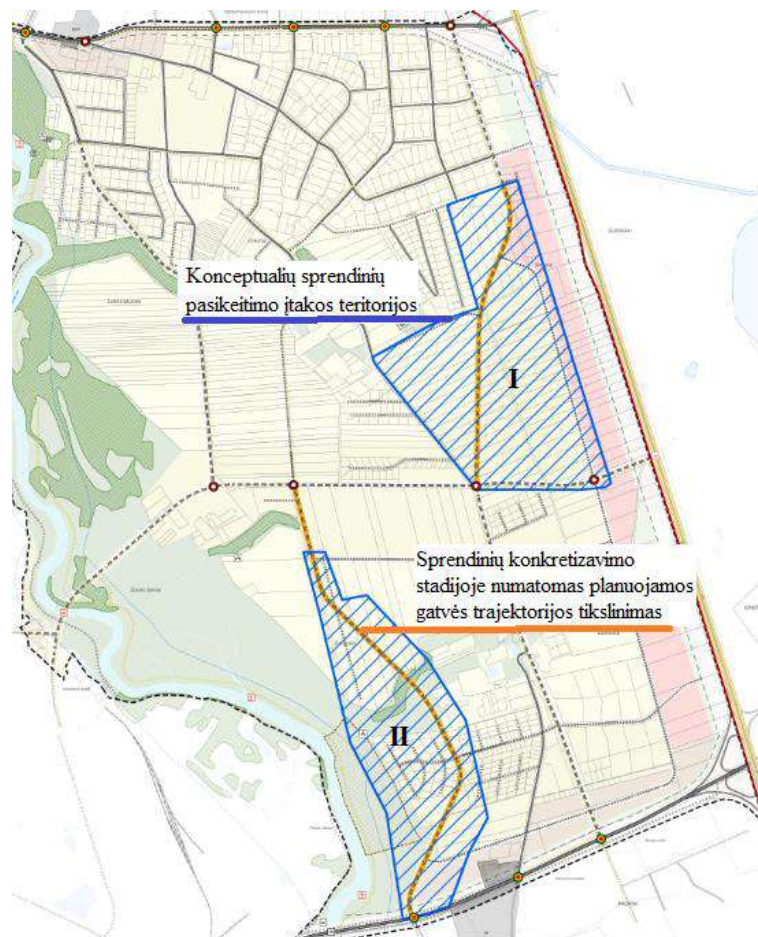 Konceptualių sprendinių
pasikeitimo įtakos teritorijos
I
Sprendinių konkretizavimo
stadijoje numatomas planuojamos
gatvės trajektorijos tikslinimas
II